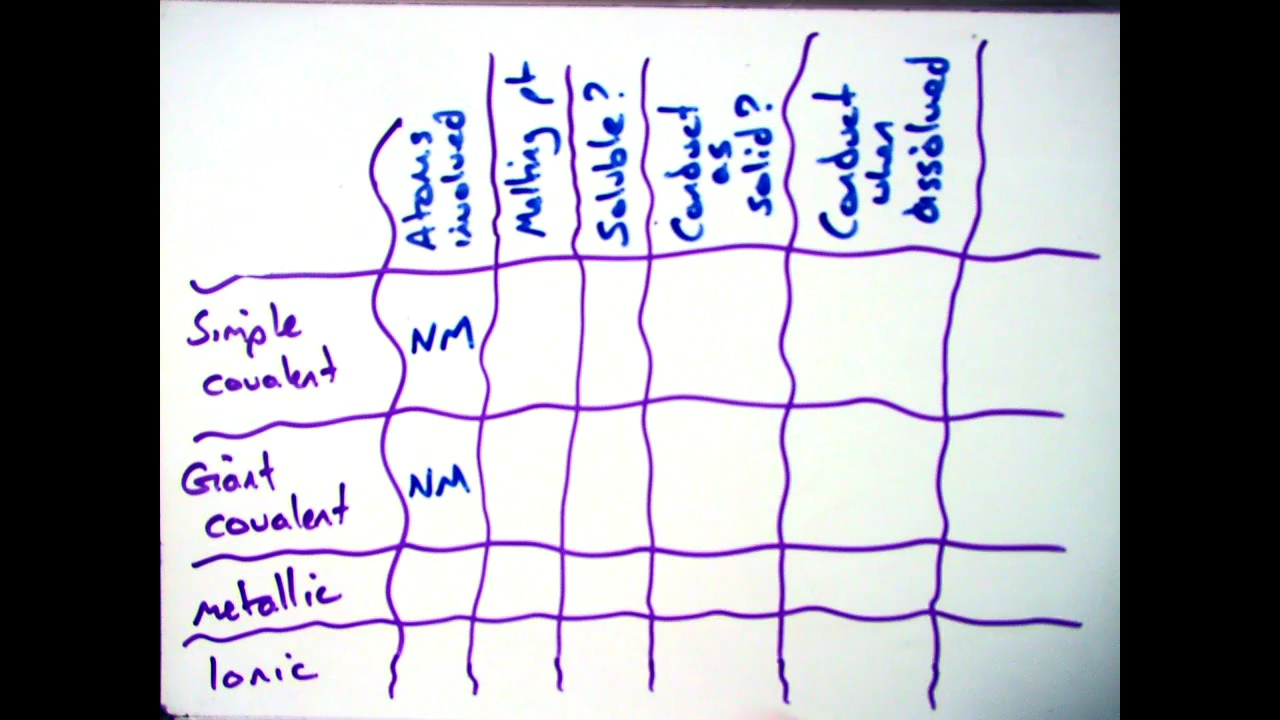 Atoms
involved
Melting pt
Soluble?
Conduct
as
solid?
Conduct
when
dissolved
Simple
covalent
NM
Giant
covalent
NM
metallic
Ionic